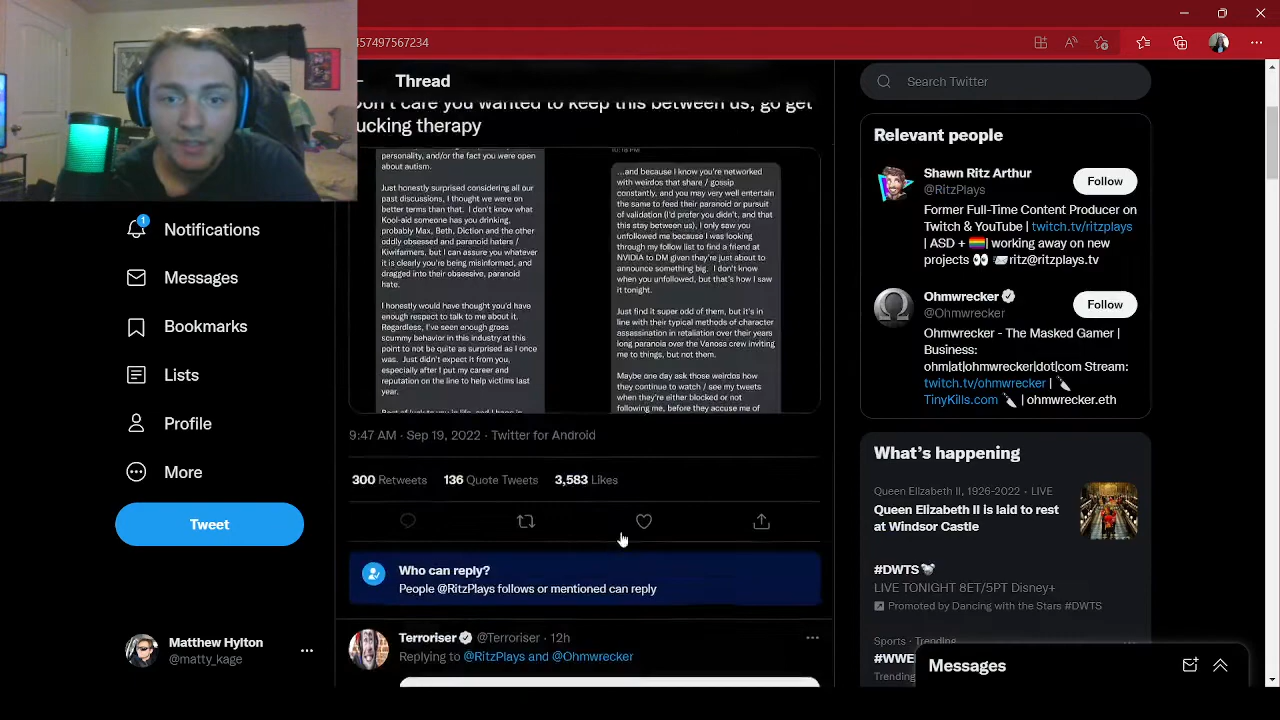 457497567234
Thread
Don't care you wanted to keep this between us, go get
ucking therapy
personality, and/or the fact you were open
about autism.
Just honestly surprised considering all our
past discussions, I thought we were on
better terms than that. I don't know what
Kool-aid someone has you drinking,
probably Max, Beth, Diction and the other
oddly obsessed and paranoid haters /
Kiwifarmers, but I can assure you whatever
it is clearly you're being misinformed, and
dragged into their obsessive, paranoid
hate.
I honestly would have thought you'd have
enough respect to talk to me about it.
Regardless, I've seen enough gross
scummy behavior in this industry at this
point to not be quite as surprised as I once
was. Just didn't expect it from you,
especially after I put my career and
reputation on the line to help victims last
year.
10:18 PM
...and because I know you're networked
with weirdos that share / gossip
constantly, and you may very well entertain
the same to feed their paranoid or pursuit
of validation (I'd prefer you didn't, and that
this stay between us), I only saw you
unfollowed me because I was looking
through my follow list to find a friend at
NVIDIA to DM given they're just about to
announce something big. I don't know
when you unfollowed, but that's how I saw
it tonight.
Just find it super odd of them, but it's in
line with their typical methods of character
assassination in retaliation over their years
long paranoia over the Vanoss crew inviting
me to things, but not them.
Maybe one day ask those weirdos how
they continue to watch / see my tweets
when they're either blocked or not
following me, before they accuse me of
9:47 AM · Sep 19, 2022 · Twitter for Android
300 Retweets 136 Quote Tweets 3,583 Likes
Who can reply?
People @RitzPlays follows or mentioned can reply
Terroriser @Terroriser · 12h
Replying to @RitzPlays and @Ohmwrecker
1
Notifications
Messages
Bookmarks
Lists
Profile
More
Tweet
Matthew Hylton
@matty_kage
Search Twitter
Relevant people
Shawn Ritz Arthur
@RitzPlays
Follow
Former Full-Time Content Producer on
Twitch & YouTube | twitch.tv/ritzplays
| ASD + 🏳️‍🌈| working away on new
projects 👀 📨ritz@ritzplays.tv
Ohmwrecker
@Ohmwrecker
Follow
Ohmwrecker - The Masked Gamer |
Business:
ohm|at|ohmwrecker|dot|com Stream:
twitch.tv/ohmwrecker | 🔪
TinyKills.com 🔪 | ohmwrecker.eth
What's happening
Queen Elizabeth II, 1926-2022 · LIVE
Queen Elizabeth II is laid to rest
at Windsor Castle
#DWTS
LIVE TONIGHT 8ET/5PT Disney+
Promoted by Dancing with the Stars #DWTS
Sports · Trending
#WWE
Trending
Messages